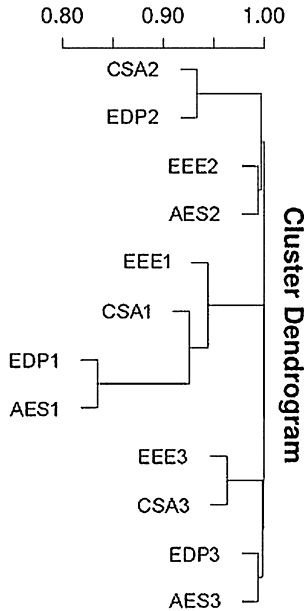 0.80 0.90 1.00
CSA2
EDP2
EEE2
AES2
EEE1
CSA1
EDP1
AES1
EEE3
CSA3
EDP3
AES3
Cluster Dendrogram